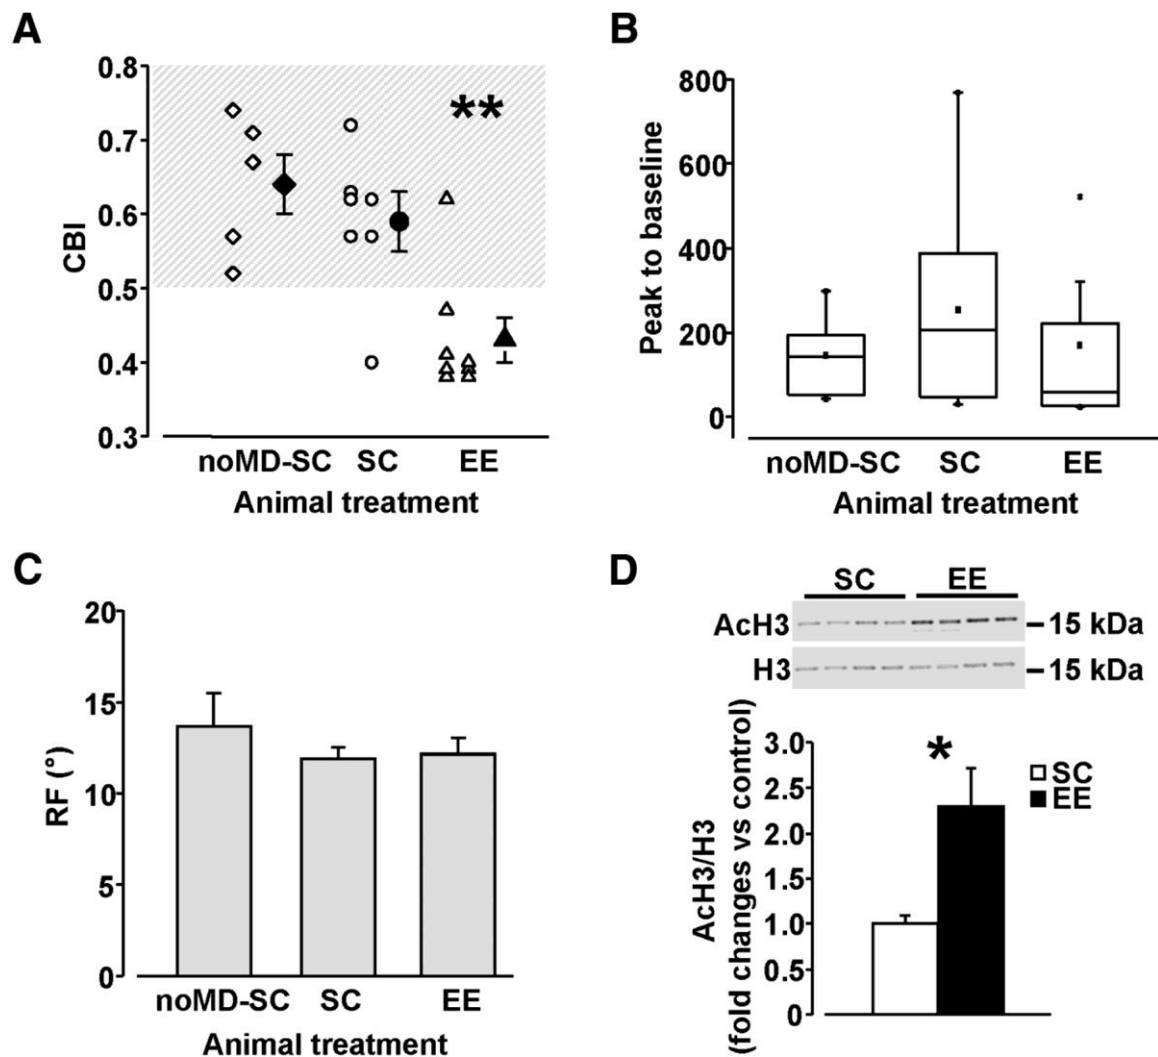 A
CBI
0.8
0.7
0.6
0.5
0.4
0.3
**
noMD-SC SC EE
Animal treatment
B
Peak to baseline
800
600
400
200
0
noMD-SC SC EE
Animal treatment
C
RF (°)
20
15
10
5
0
noMD-SC SC EE
Animal treatment
D
SC EE
AcH3 15 kDa
H3 15 kDa
AcH3/H3
(fold changes vs control)
3.0
2.5
2.0
1.5
1.0
0.5
0
*
SC
EE